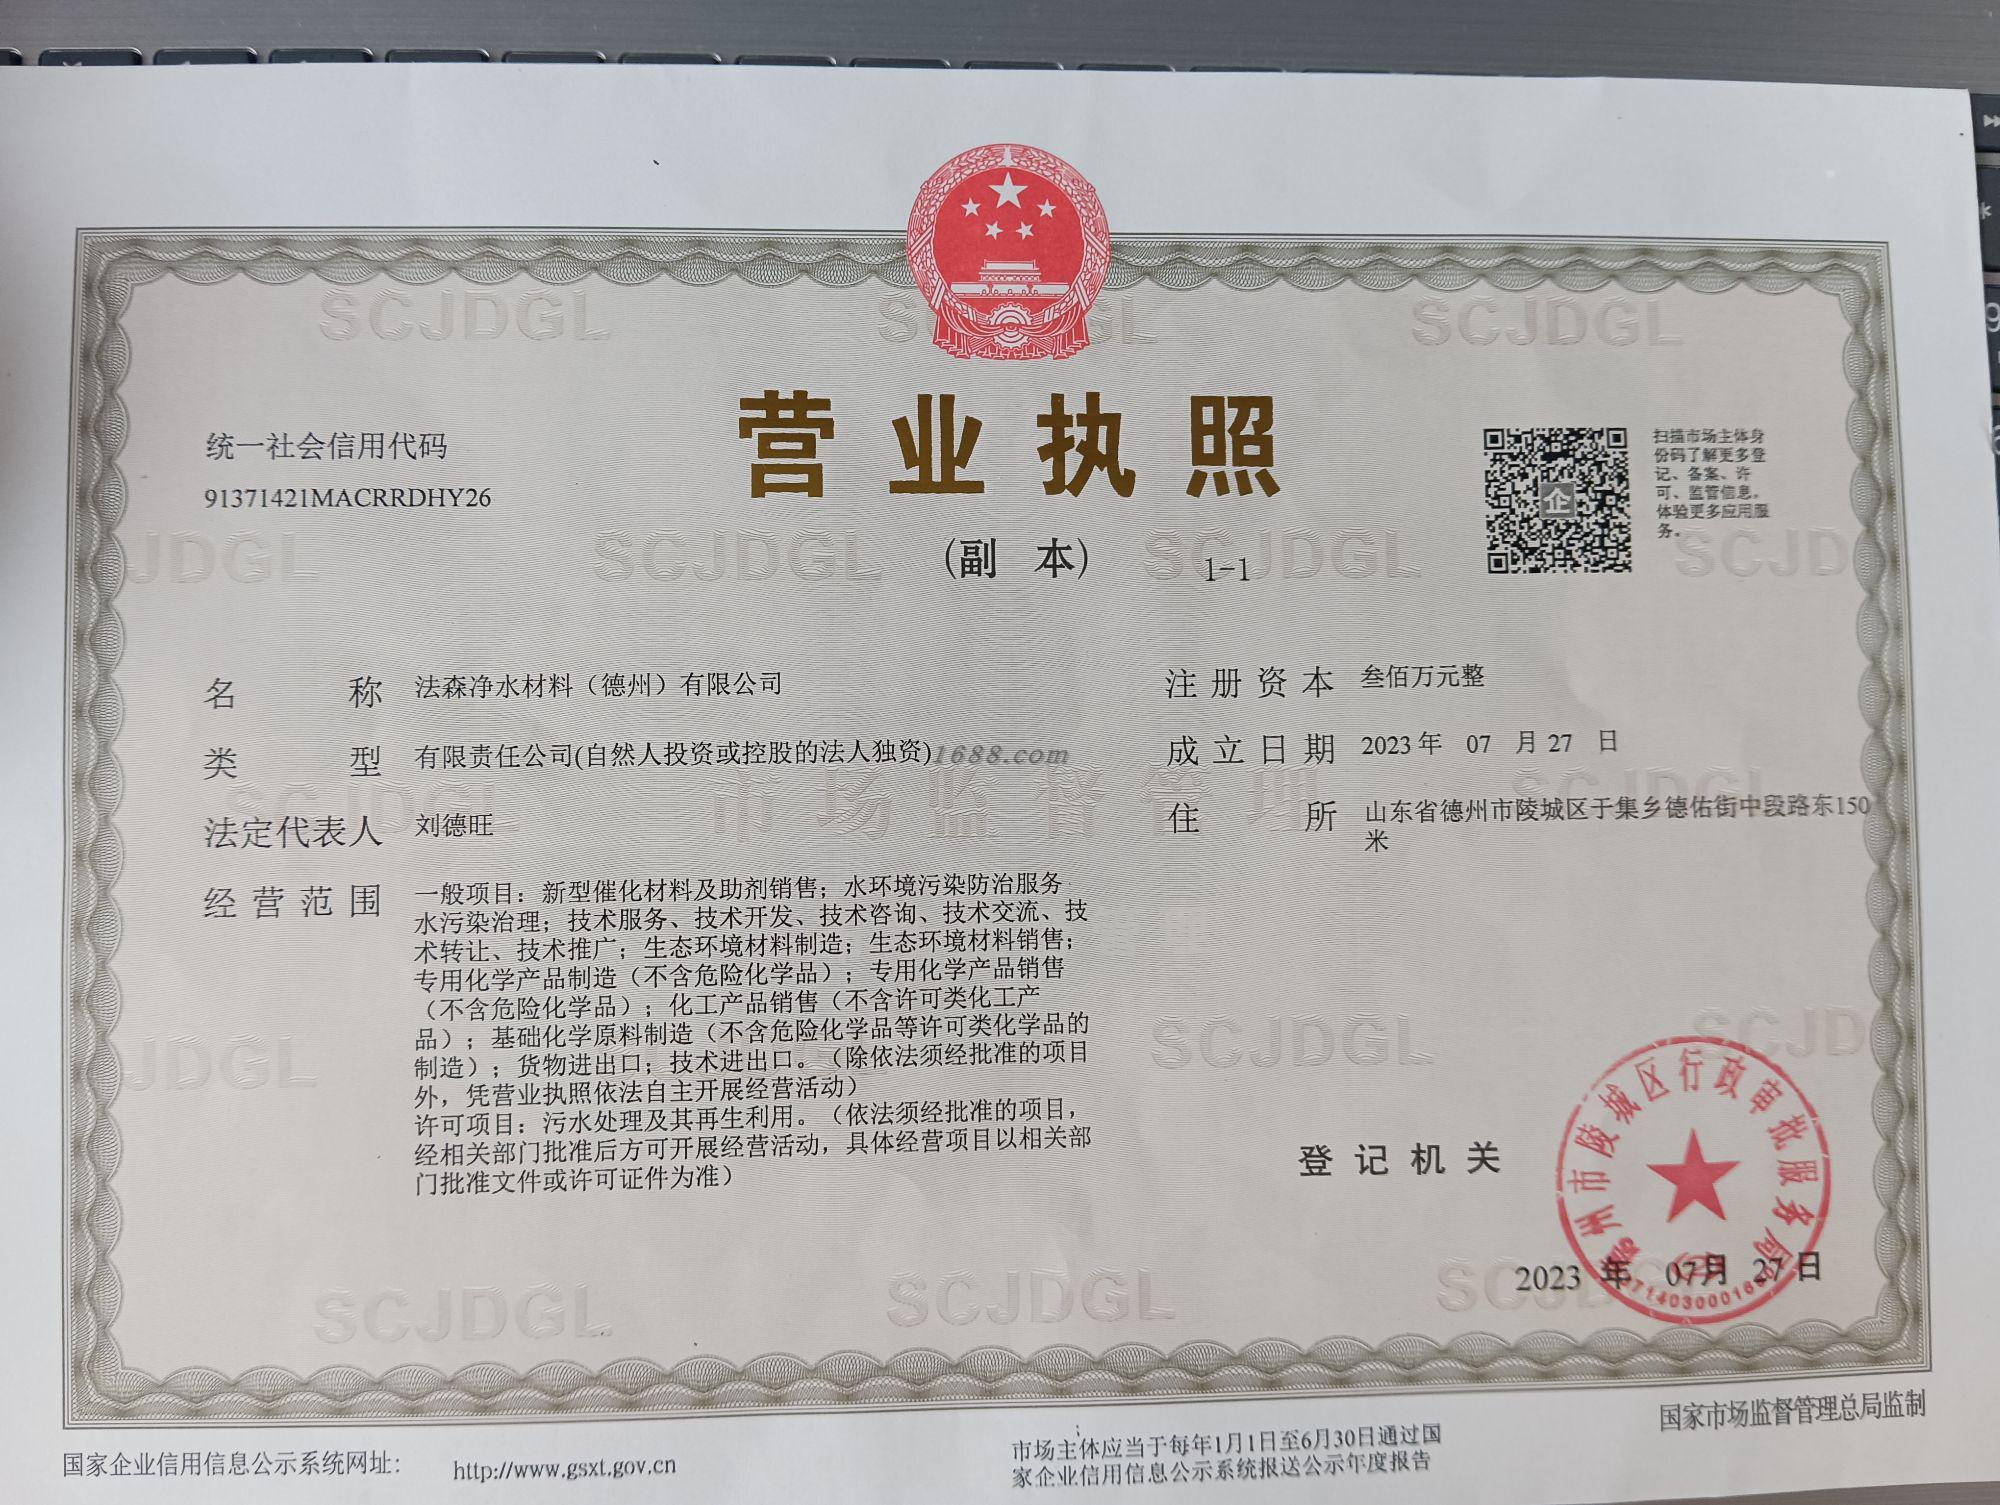 统一社会信用代码
91371421MACRRDHY26
营业执照
(副 本)
1-1
扫描市场主体身
份码了解更多登
记、备案、许
可、监管信息,
体验更多应用服
务。
名 称 法森净水材料（德州）有限公司
类 型 有限责任公司(自然人投资或控股的法人独资)
1688.com
法定代表人 刘德旺
经营范围 一般项目：新型催化材料及助剂销售；水环境污染防治服务
水污染治理；技术服务、技术开发、技术咨询、技术交流、技
术转让、技术推广；生态环境材料制造；生态环境材料销售；
专用化学产品制造（不含危险化学品）；专用化学产品销售
（不含危险化学品）；化工产品销售（不含许可类化工产
品）；基础化学原料制造（不含危险化学品等许可类化学品的
制造）；货物进出口；技术进出口。（除依法须经批准的项目
外，凭营业执照依法自主开展经营活动）
许可项目：污水处理及其再生利用。（依法须经批准的项目，
经相关部门批准后方可开展经营活动，具体经营项目以相关部
门批准文件或许可证件为准）
注册资本 叁佰万元整
成立日期 2023 年 07 月 27 日
住 所 山东省德州市陵城区于集乡德佑街中段路东150
米
登记机关
德州市陵城区行政审批服务局
2023 年 07月 27日
SCJDGL
市场监督管理
国家企业信用信息公示系统网址：
http://www.gsxt.gov.cn
市场主体应当于每年1月1日至6月30日通过国
家企业信用信息公示系统报送公示年度报告
国家市场监督管理总局监制